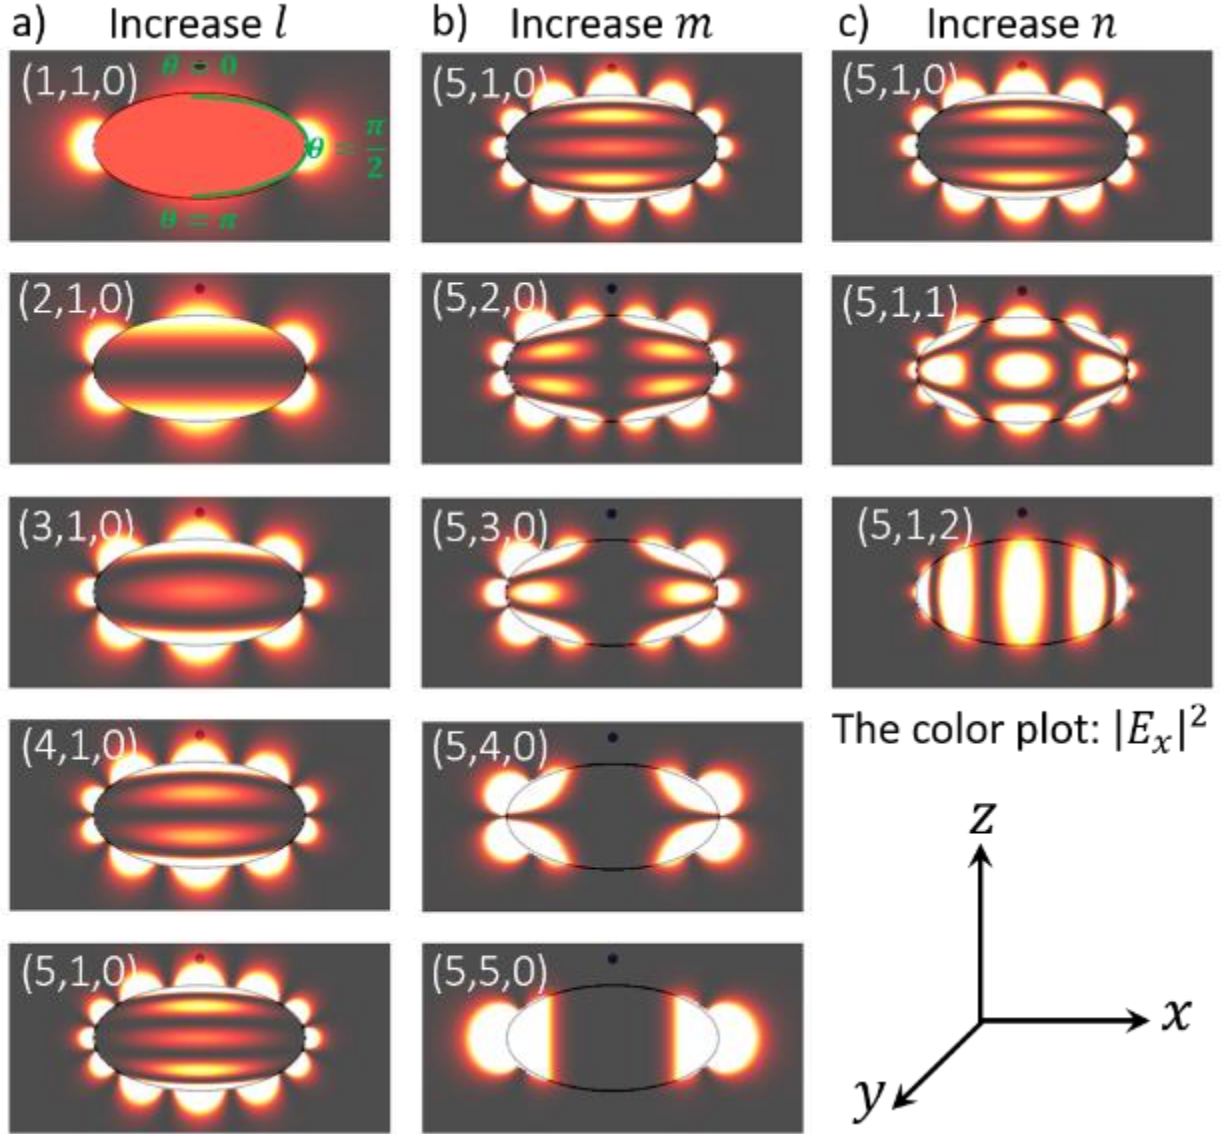 a) Increase l
(1,1,0)
θ = 0
θ = π/2
θ = π
(2,1,0)
(3,1,0)
(4,1,0)
(5,1,0)
b) Increase m
(5,1,0)
(5,2,0)
(5,3,0)
(5,4,0)
(5,5,0)
c) Increase n
(5,1,0)
(5,1,1)
(5,1,2)
The color plot: |Eₓ|²
z
x
y